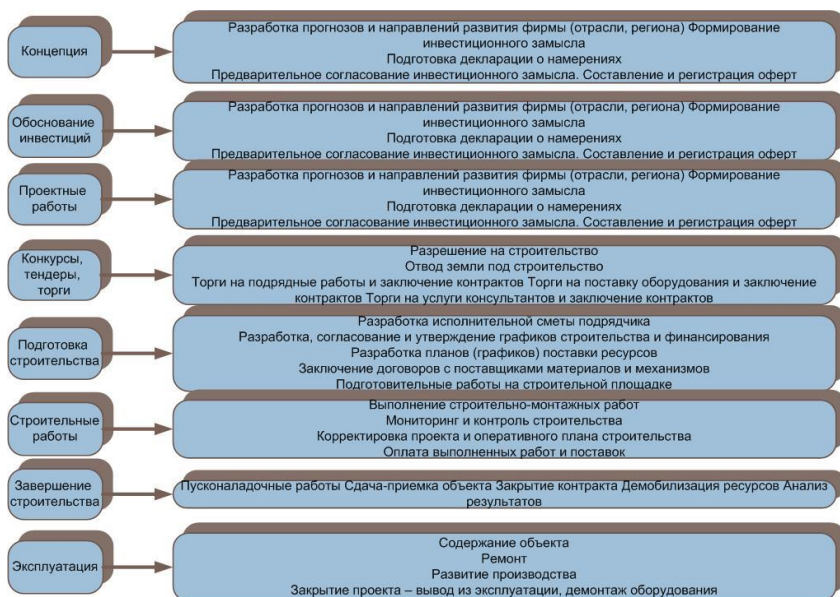 Концепция
Разработка прогнозов и направлений развития фирмы (отрасли, региона) Формирование
инвестиционного замысла
Подготовка декларации о намерениях
Предварительное согласование инвестиционного замысла. Составление и регистрация оферт
Обоснование
инвестиций
Разработка прогнозов и направлений развития фирмы (отрасли, региона) Формирование
инвестиционного замысла
Подготовка декларации о намерениях
Предварительное согласование инвестиционного замысла. Составление и регистрация оферт
Проектные
работы
Разработка прогнозов и направлений развития фирмы (отрасли, региона) Формирование
инвестиционного замысла
Подготовка декларации о намерениях
Предварительное согласование инвестиционного замысла. Составление и регистрация оферт
Конкурсы,
тендеры,
торги
Разрешение на строительство
Отвод земли под строительство
Торги на подрядные работы и заключение контрактов Торги на поставку оборудования и заключение
контрактов Торги на услуги консультантов и заключение контрактов
Подготовка
строительства
Разработка исполнительной сметы подрядчика
Разработка, согласование и утверждение графиков строительства и финансирования
Разработка планов (графиков) поставки ресурсов
Заключение договоров с поставщиками материалов и механизмов
Подготовительные работы на строительной площадке
Строительные
работы
Выполнение строительно-монтажных работ
Мониторинг и контроль строительства
Корректировка проекта и оперативного плана строительства
Оплата выполненных работ и поставок
Завершение
строительства
Пусконаладочные работы Сдача-приемка объекта Закрытие контракта Демобилизация ресурсов Анализ
результатов
Эксплуатация
Содержание объекта
Ремонт
Развитие производства
Закрытие проекта – вывод из эксплуатации, демонтаж оборудования